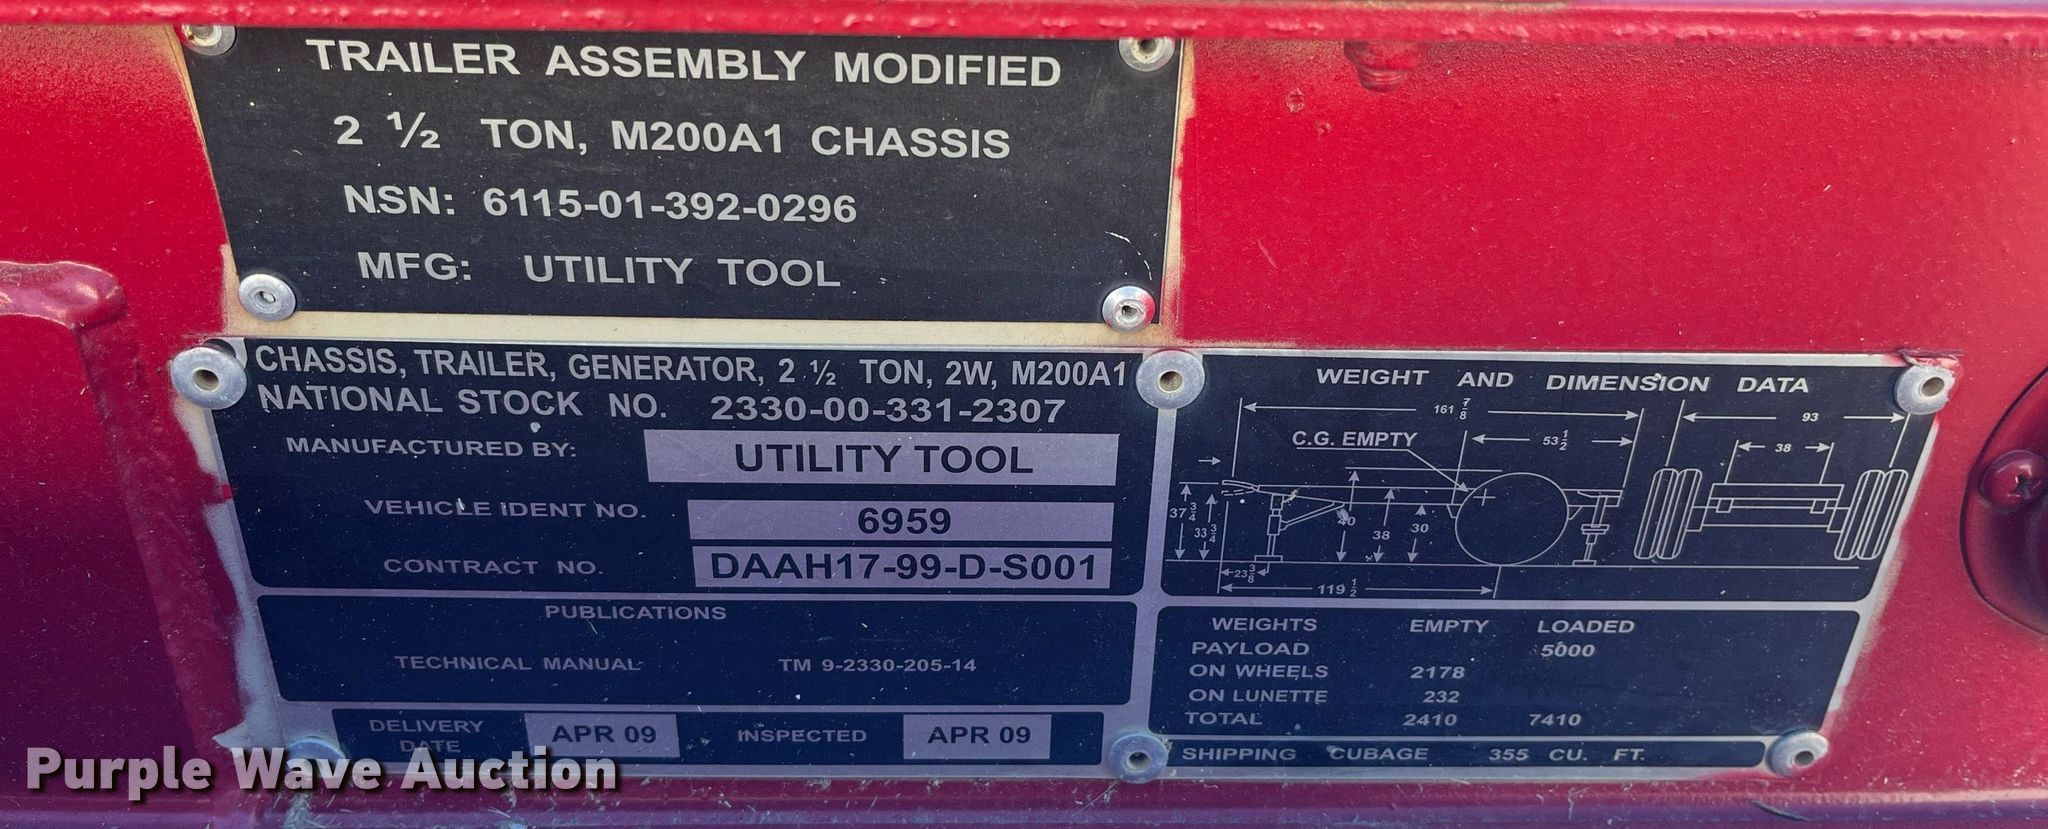 TRAILER ASSEMBLY MODIFIED
2 ½ TON, M200A1 CHASSIS
NSN: 6115-01-392-0296
MFG: UTILITY TOOL
CHASSIS, TRAILER, GENERATOR, 2 ½ TON, 2W, M200A1
NATIONAL STOCK NO. 2330-00-331-2307
MANUFACTURED BY: UTILITY TOOL
VEHICLE IDENT NO. 6959
CONTRACT NO. DAAH17-99-D-S001
PUBLICATIONS
TECHNICAL MANUAL TM 9-2330-205-14
DELIVERY DATE APR 09 INSPECTED APR 09
WEIGHT AND DIMENSION DATA
161 7/8 93
C.G. EMPTY 53 1/2 38
37 3/4 33 3/4 40 38 30
23 3/8
119 1/2
WEIGHTS EMPTY LOADED
PAYLOAD 5000
ON WHEELS 2178
ON LUNETTE 232
TOTAL 2410 7410
SHIPPING CUBAGE 355 CU. FT.
Purple Wave Auction